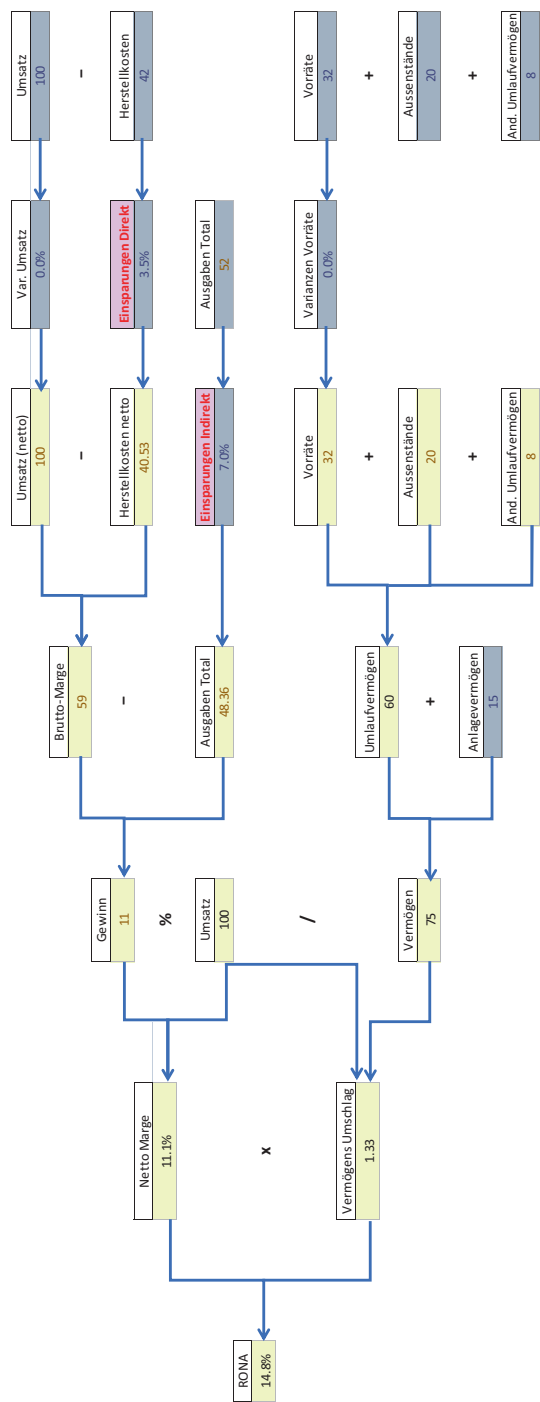 RONA
14.8%
Netto Marge
11.1%
x
Vermögens Umschlag
1.33
Gewinn
11
%
Umsatz
100
/
Vermögen
75
Brutto-Marge
59
–
Ausgaben Total
48.36
Umlaufvermögen
60
+
Anlagevermögen
15
Umsatz (netto)
100
–
Herstellkosten netto
40.53
Einsparungen Indirekt
7.0%
Vorräte
32
+
Aussenstände
20
+
And. Umlaufvermögen
8
Var. Umsatz
0.0%
Einsparungen Direkt
3.5%
Ausgaben Total
52
Varianzen Vorräte
0.0%
Umsatz
100
–
Herstellkosten
42
Vorräte
32
+
Aussenstände
20
+
And. Umlaufvermögen
8